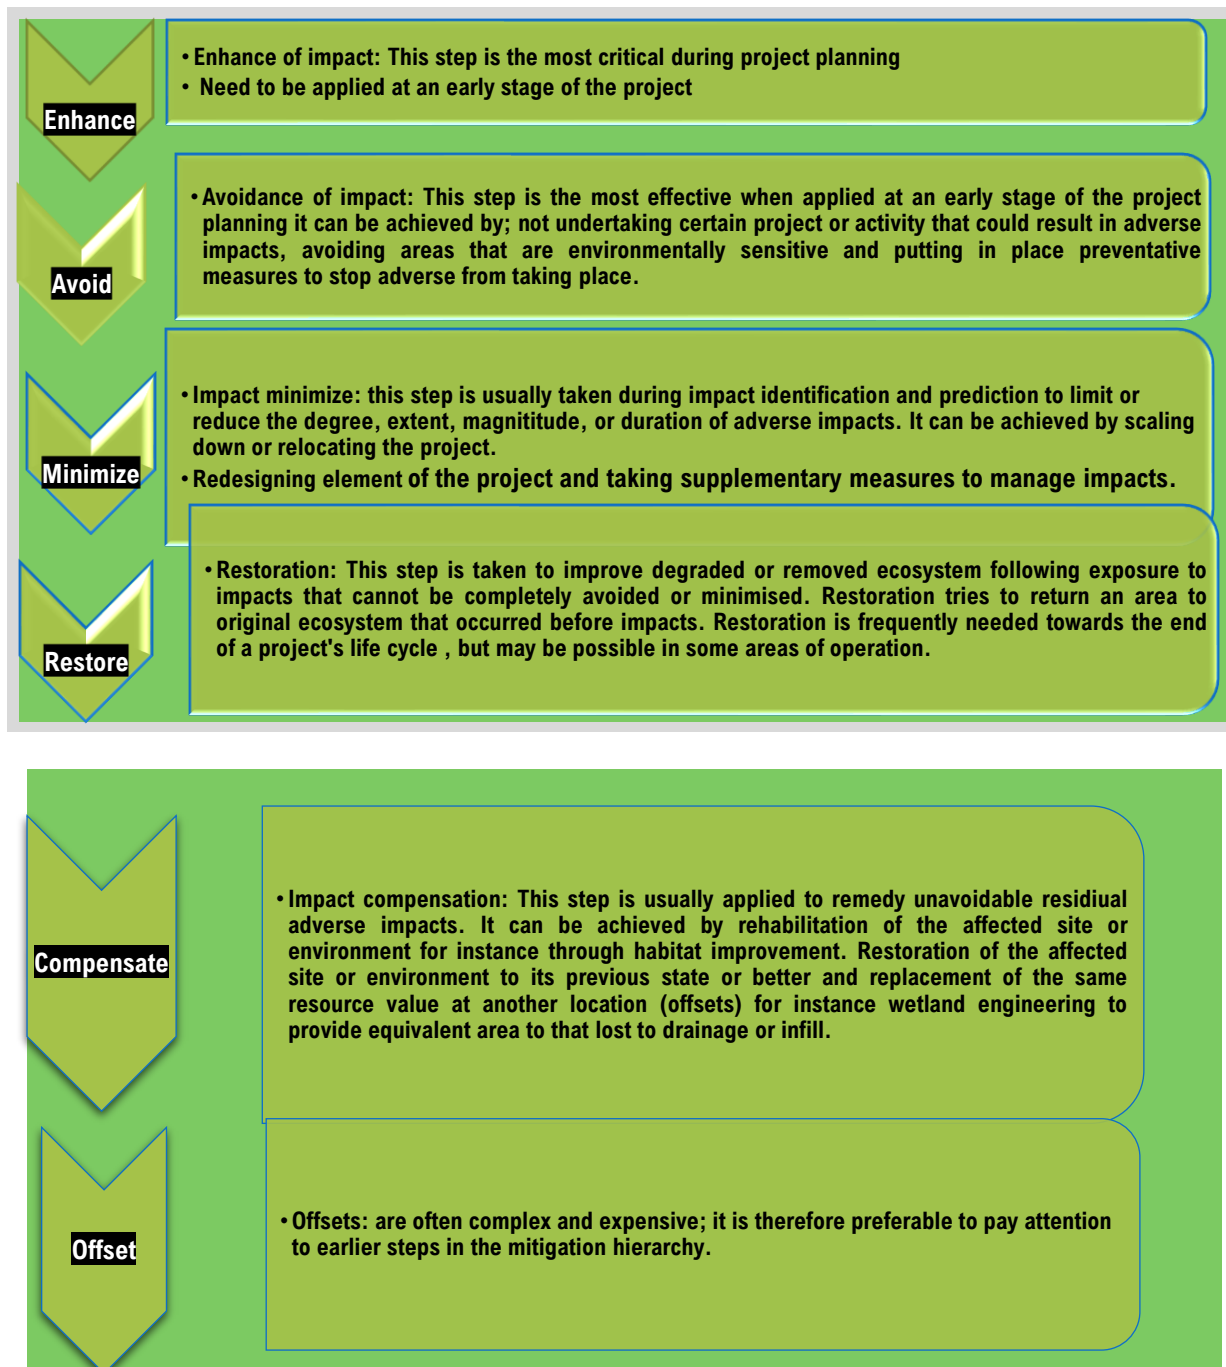 Enhance
• Enhance of impact: This step is the most critical during project planning
• Need to be applied at an early stage of the project
Avoid
• Avoidance of impact: This step is the most effective when applied at an early stage of the project
planning it can be achieved by; not undertaking certain project or activity that could result in adverse
impacts, avoiding areas that are environmentally sensitive and putting in place preventative
measures to stop adverse from taking place.
Minimize
• Impact minimize: this step is usually taken during impact identification and prediction to limit or
reduce the degree, extent, magnititude, or duration of adverse impacts. It can be achieved by scaling
down or relocating the project.
• Redesigning element of the project and taking supplementary measures to manage impacts.
Restore
• Restoration: This step is taken to improve degraded or removed ecosystem following exposure to
impacts that cannot be completely avoided or minimised. Restoration tries to return an area to
original ecosystem that occurred before impacts. Restoration is frequently needed towards the end
of a project's life cycle , but may be possible in some areas of operation.
Compensate
• Impact compensation: This step is usually applied to remedy unavoidable residiual
adverse impacts. It can be achieved by rehabilitation of the affected site or
environment for instance through habitat improvement. Restoration of the affected
site or environment to its previous state or better and replacement of the same
resource value at another location (offsets) for instance wetland engineering to
provide equivalent area to that lost to drainage or infill.
Offset
• Offsets: are often complex and expensive; it is therefore preferable to pay attention
to earlier steps in the mitigation hierarchy.